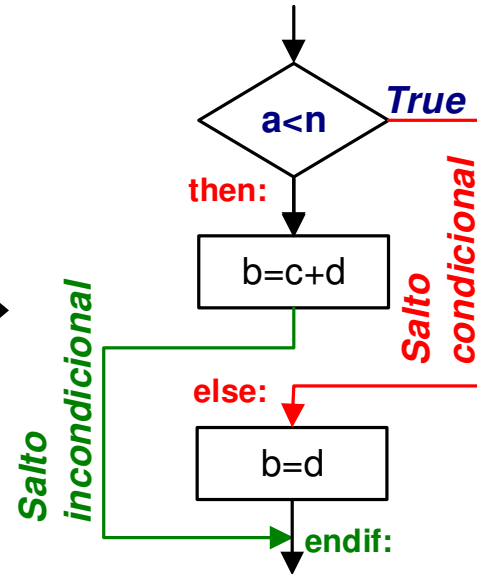 True
a<n
then:
b=c+d
Salto
condicional
else:
Salto
incondicional
b=d
endif: